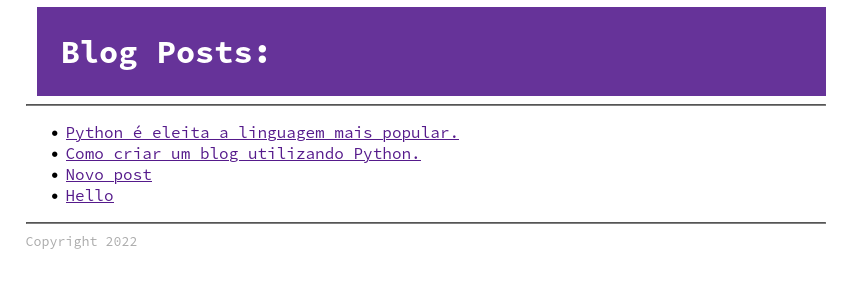 Blog Posts:
Python é eleita a linguagem mais popular.
Como criar um blog utilizando Python.
Novo post
Hello
Copyright 2022